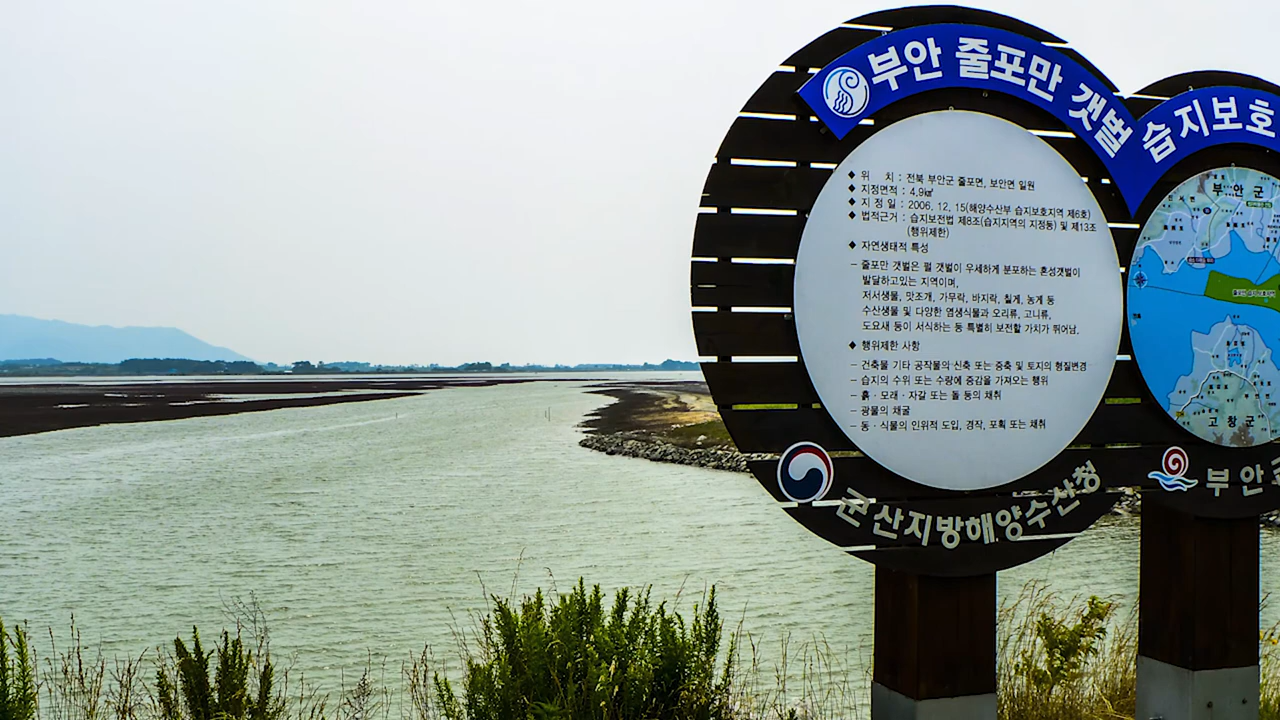 부안 줄포만 갯벌 습지보호
◆ 위 치 : 전북 부안군 줄포면, 보안면 일원
◆ 지정면적 : 4.9㎢
◆ 지 정 일 : 2006. 12. 15(해양수산부 습지보호지역 제6호)
◆ 법적근거 : 습지보전법 제8조(습지지역의 지정등) 및 제13조
(행위제한)
◆ 자연생태적 특성
- 줄포만 갯벌은 펄 갯벌이 우세하게 분포하는 혼성갯벌이
발달하고있는 지역이며,
저서생물, 맛조개, 가무락, 바지락, 칠게, 농게 등
수산생물 및 다양한 염생식물과 오리류, 고니류,
도요새 등이 서식하는 등 특별히 보전할 가치가 뛰어남.
◆ 행위제한 사항
- 건축물 기타 공작물의 신축 또는 증축 및 토지의 형질변경
- 습지의 수위 또는 수량에 증감을 가져오는 행위
- 흙·모래·자갈 또는 돌 등의 채취
- 광물의 채굴
- 동·식물의 인위적 도입, 경작, 포획 또는 채취
군산지방해양수산청
부안군
고창군
부안